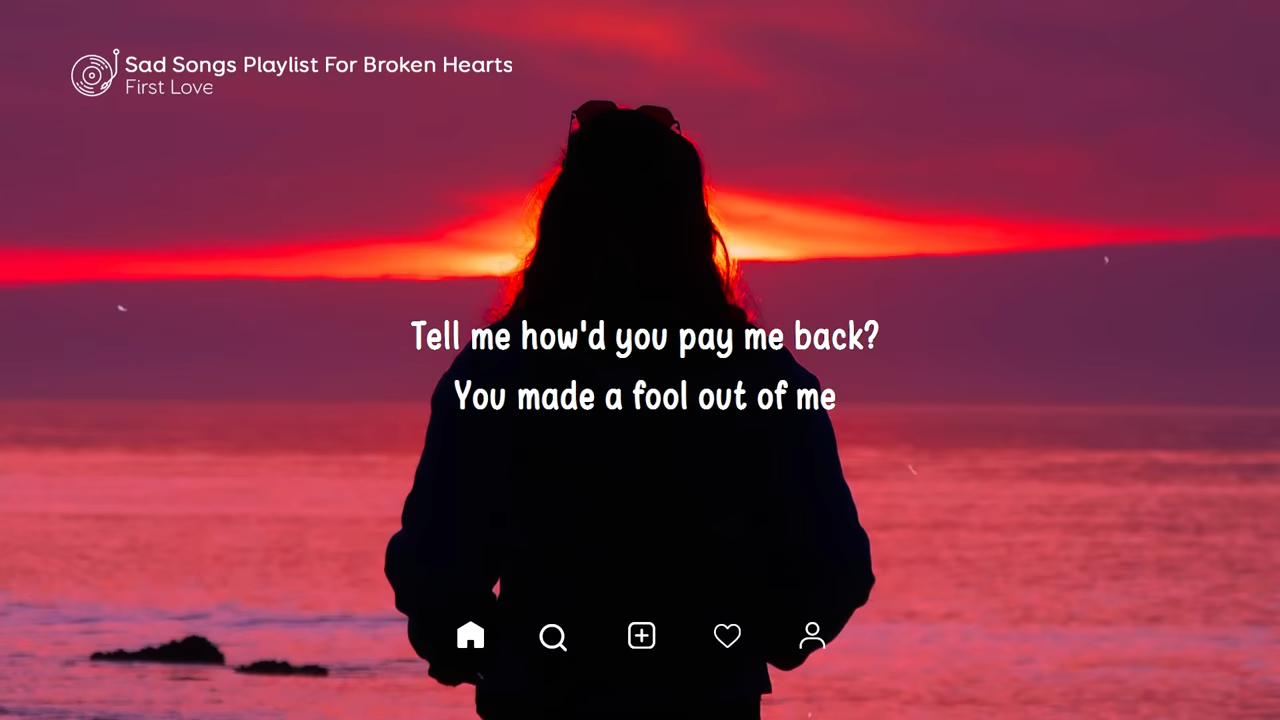 Sad Songs Playlist For Broken Hearts
First Love
Tell me how'd you pay me back?
You made a fool out of me